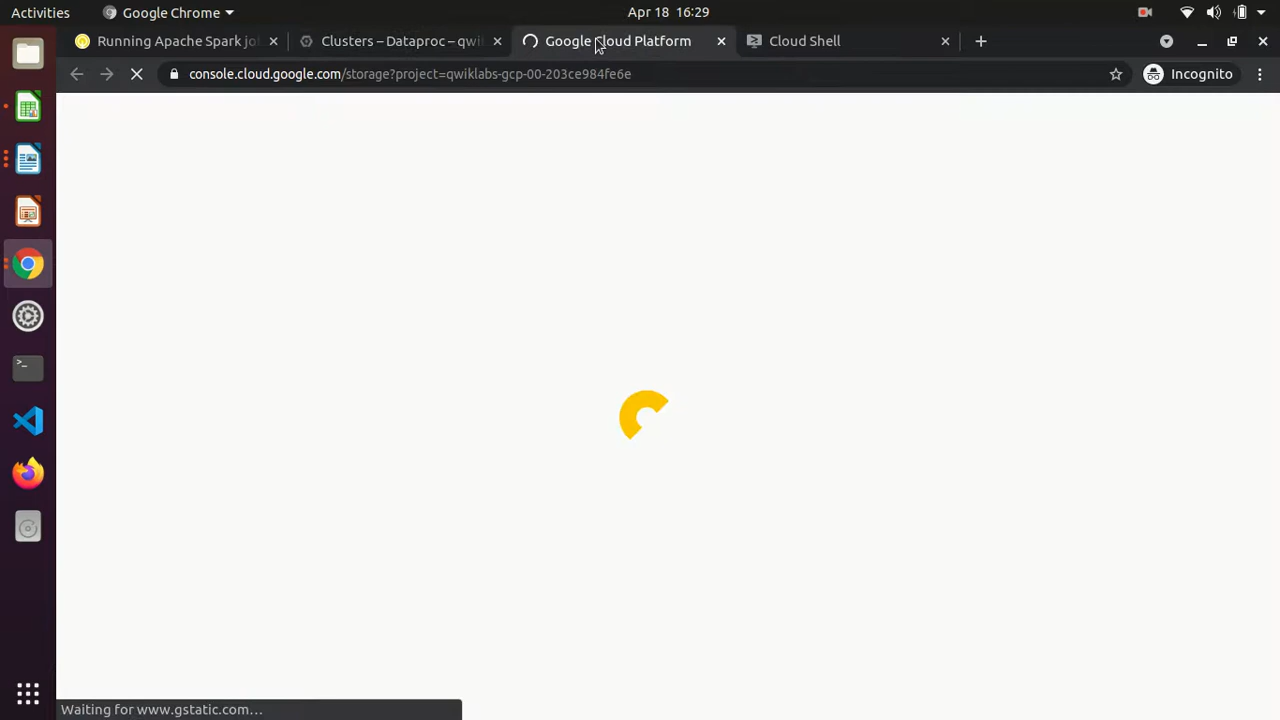 Activities
Google Chrome
Apr 18 16:29
Running Apache Spark jo
Clusters – Dataproc – qwi
Google Cloud Platform
Cloud Shell
console.cloud.google.com/storage?project=qwiklabs-gcp-00-203ce984fe6e
Incognito
Waiting for www.gstatic.com...